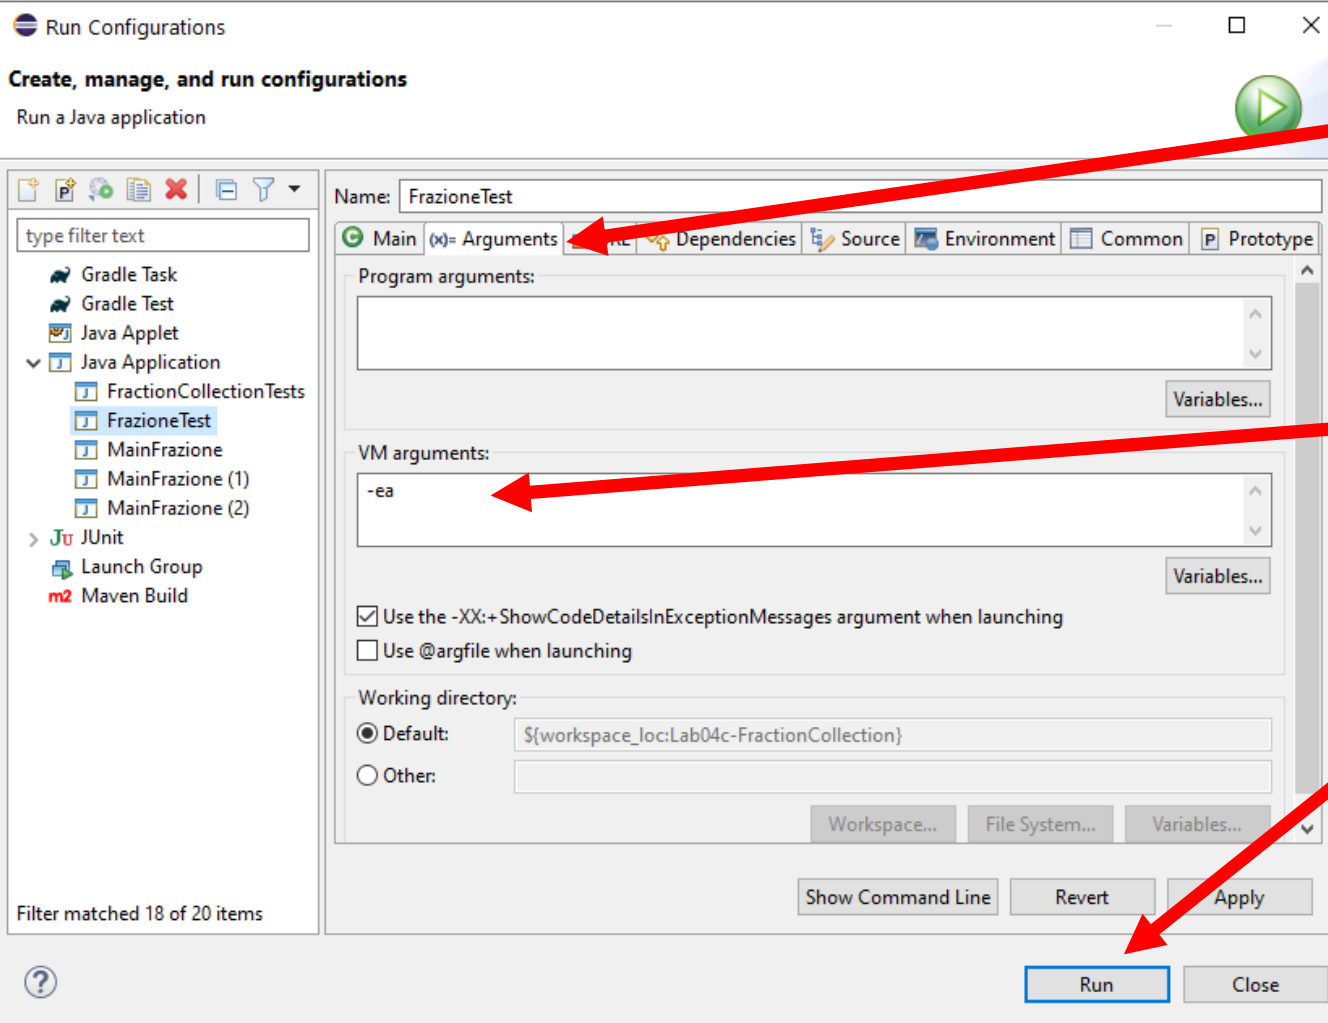 Run Configurations
Create, manage, and run configurations
Run a Java application
type filter text
Gradle Task
Gradle Test
Java Applet
Java Application
FractionCollectionTests
FrazioneTest
MainFrazione
MainFrazione (1)
MainFrazione (2)
JUnit
Launch Group
Maven Build
Filter matched 18 of 20 items
Name: FrazioneTest
Main (x)= Arguments Dependencies Source Environment Common Prototype
Program arguments:
Variables...
VM arguments:
-ea
Variables...
Use the -XX:+ShowCodeDetailsInExceptionMessages argument when launching
Use @argfile when launching
Working directory:
Default: ${workspace_loc:Lab04c-FractionCollection}
Other:
Workspace... File System... Variables...
Show Command Line Revert Apply
Run Close